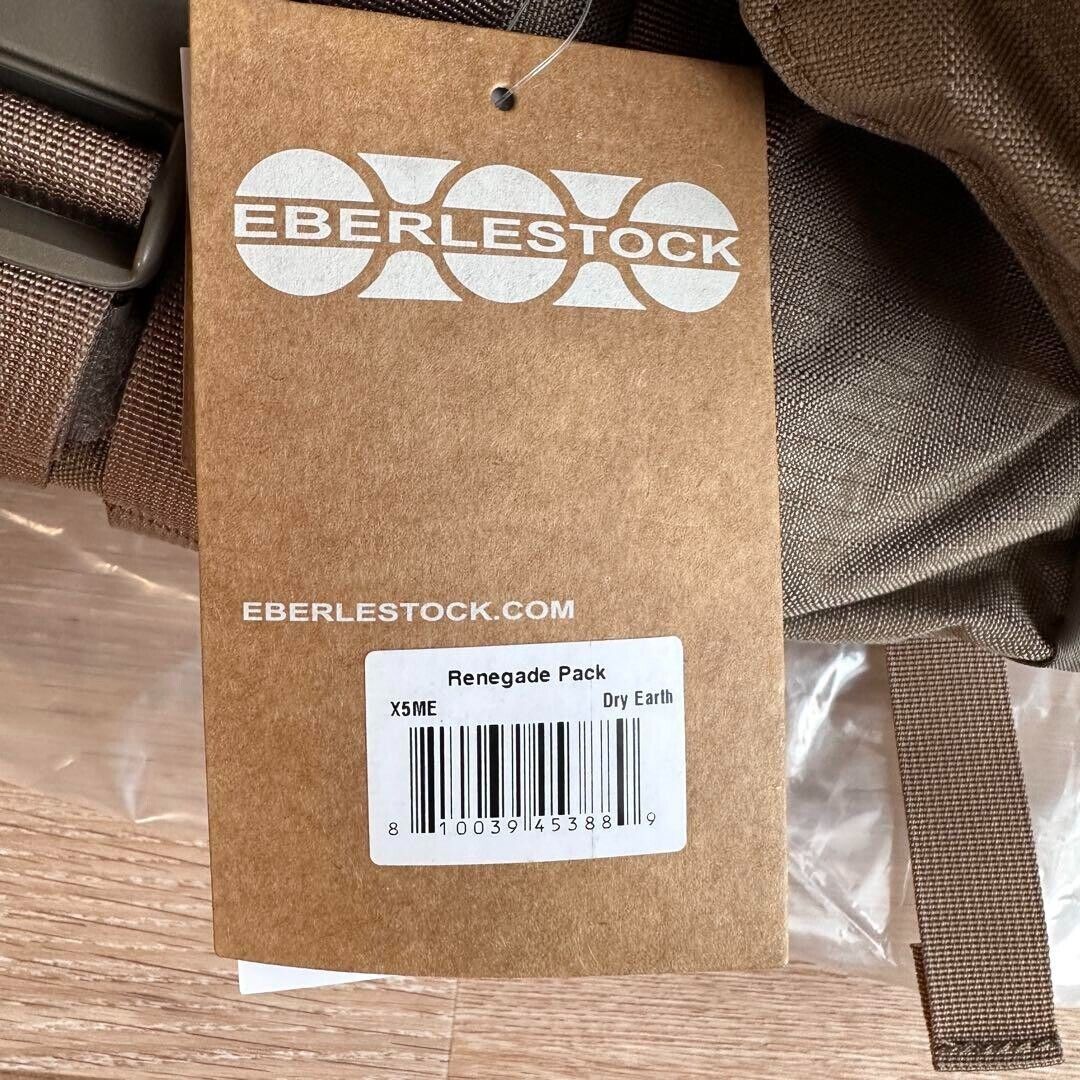 EBERLESTOCK
EBERLESTOCK.COM
Renegade Pack
X5ME Dry Earth
8 10039 45388 9